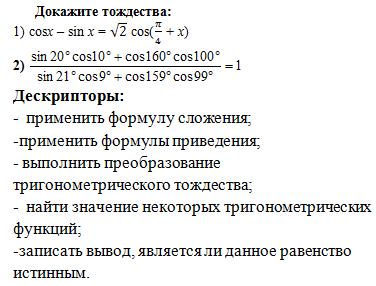 Докажите тождества:
1) cosx – sin x = √2 cos(π/4 + x)
2) (sin 20° cos10° + cos160° cos100°)/(sin 21° cos9° + cos159° cos99°) = 1
Дескрипторы:
- применить формулу сложения;
-применить формулы приведения;
- выполнить преобразование
тригонометрического тождества;
- найти значение некоторых тригонометрических
функций;
-записать вывод, является ли данное равенство
истинным.